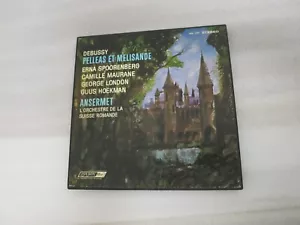 DEBUSSY
PELLEAS ET MELISANDE
ERNA SPOORENBERG
CAMILLE MAURANE
GEORGE LONDON
GUUS HOEKMAN
ANSERMET
L'ORCHESTRE DE LA
SUISSE ROMANDE